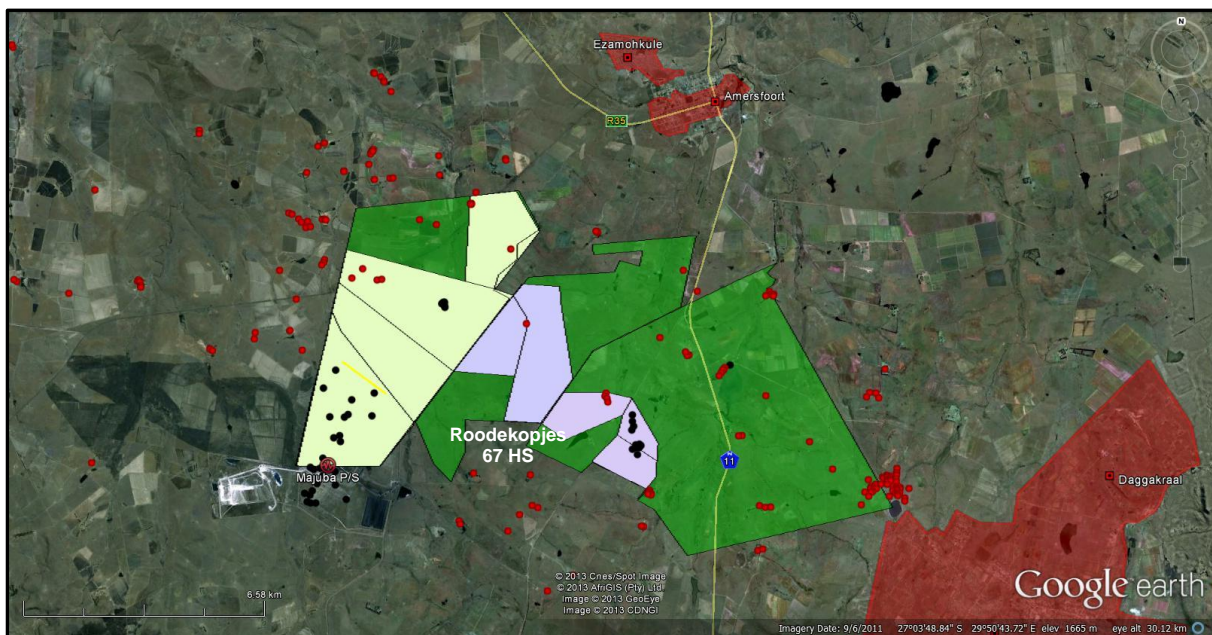 N
Ezamohkule
Amersfoort
R35
Roodekopjes
67 HS
Majuba P/S
11
Daggakraal
© 2013 Cnes/Spot Image
© 2013 AfriGIS (Pty) Ltd.
Image © 2013 GeoEye
Image © 2013 CDNGI
Google earth
6.58 km
Imagery Date: 9/6/2011 27°03'48.84" S 29°50'43.72" E elev 1665 m eye alt 30.12 km